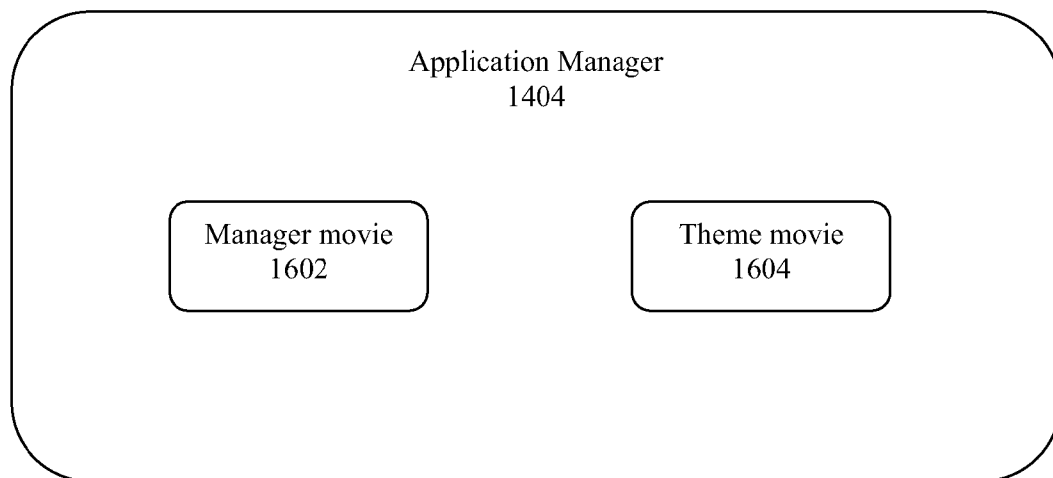 Application Manager
1404
Manager movie
1602
Theme movie
1604